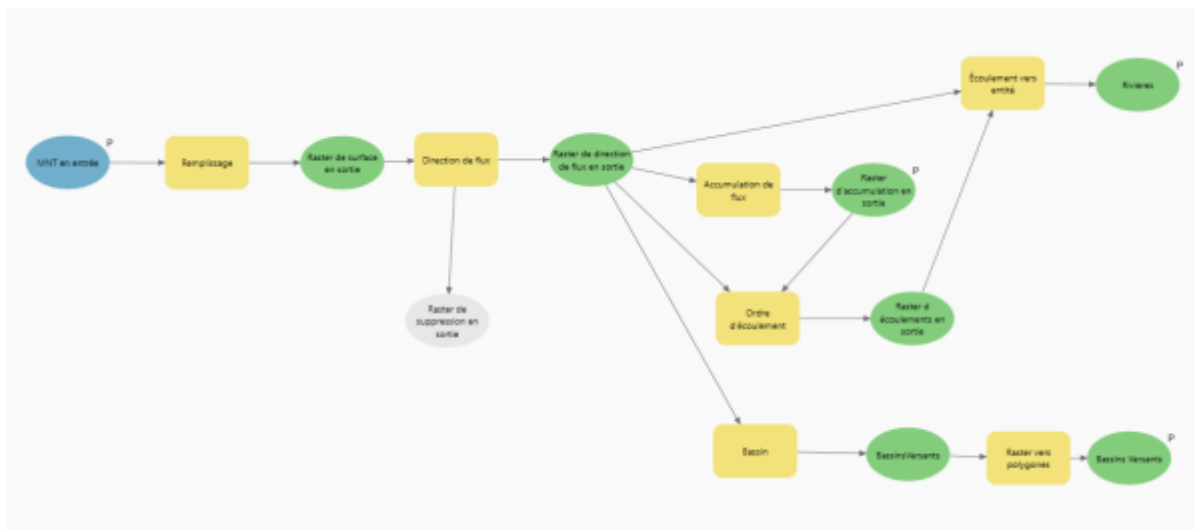 MNT en entrée
P
Remplissage
Raster de surface
en sortie
Direction de flux
Raster de
suppression en
sortie
Raster de direction
de flux en sortie
Accumulation de
flux
Raster
d'accumulation en
sortie
P
Ordre
d'écoulement
Raster d
écoulements en
sortie
Écoulement vers
entité
Rivieres
P
Bassin
BassinsVersants
Raster vers
polygones
Bassins Versants
P